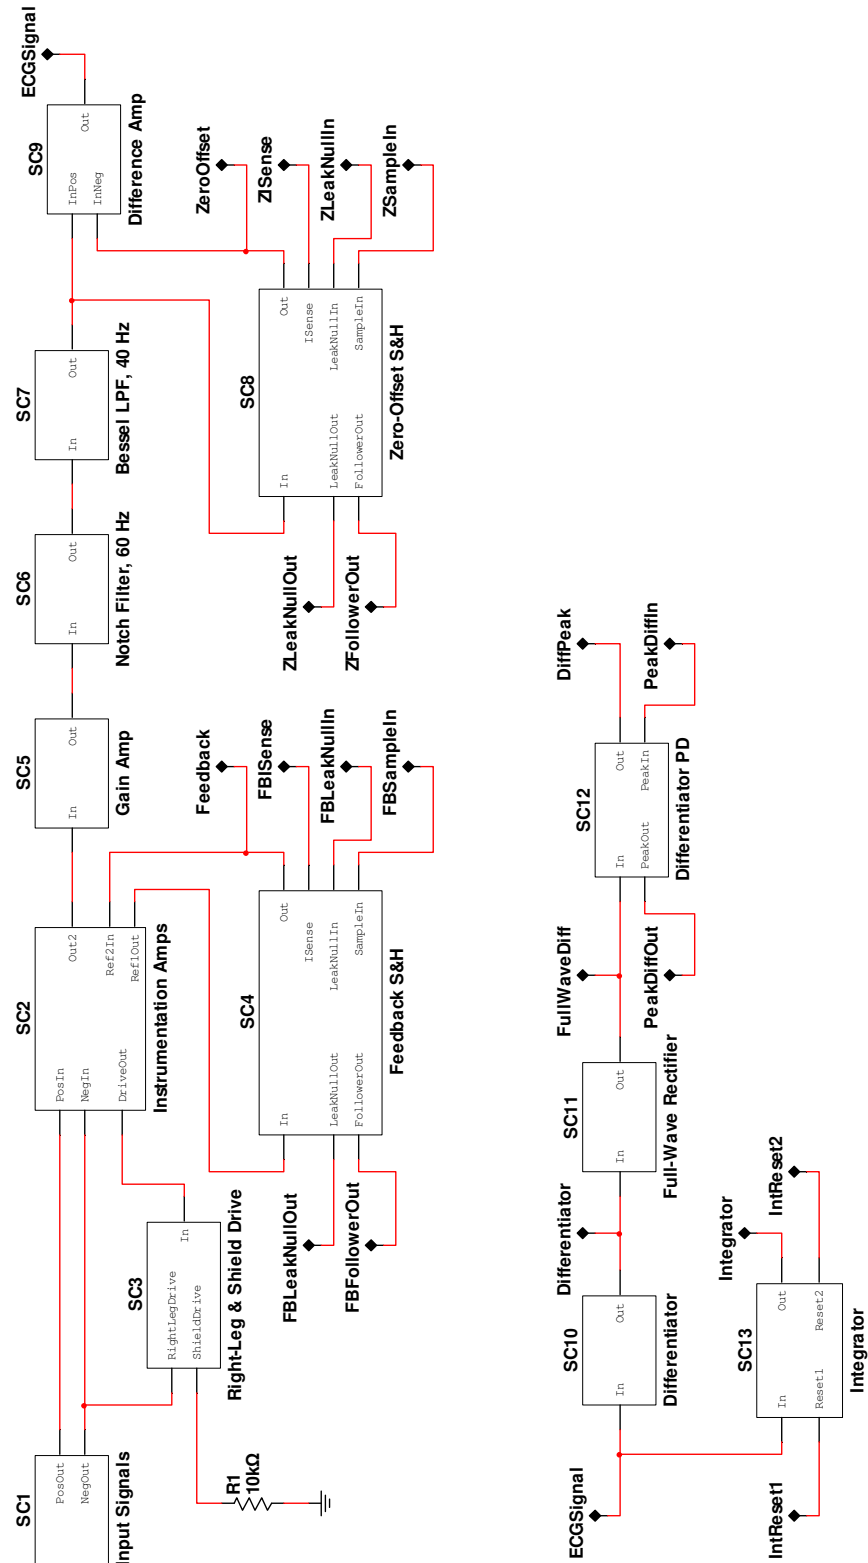 SC1
PosOut
NegOut
Input Signals
R1
10kΩ
SC3
RightLegDrive
ShieldDrive
In
Right-Leg & Shield Drive
SC2
PosIn
NegIn
DriveOut
Out2
Ref2In
Ref1Out
Instrumentation Amps
SC4
In
LeakNullOut
FollowerOut
Out
ISense
LeakNullIn
SampleIn
Feedback S&H
FBLeakNullOut
FBFollowerOut
Feedback
FBISense
FBLeakNullIn
FBSampleIn
SC5
In
Out
Gain Amp
SC6
In
Out
Notch Filter, 60 Hz
SC7
In
Out
Bessel LPF, 40 Hz
SC8
In
LeakNullOut
FollowerOut
Out
ISense
LeakNullIn
SampleIn
Zero-Offset S&H
ZLeakNullOut
ZFollowerOut
ZeroOffset
ZISense
ZLeakNullIn
ZSampleIn
SC9
InPos
InNeg
Out
Difference Amp
ECGSignal
ECGSignal
SC10
In
Out
Differentiator
Differentiator
SC11
In
Out
Full-Wave Rectifier
FullWaveDiff
PeakDiffOut
SC12
In
PeakOut
Out
PeakIn
Differentiator PD
DiffPeak
PeakDiffIn
IntReset1
SC13
In
Reset1
Out
Reset2
Integrator
Integrator
IntReset2